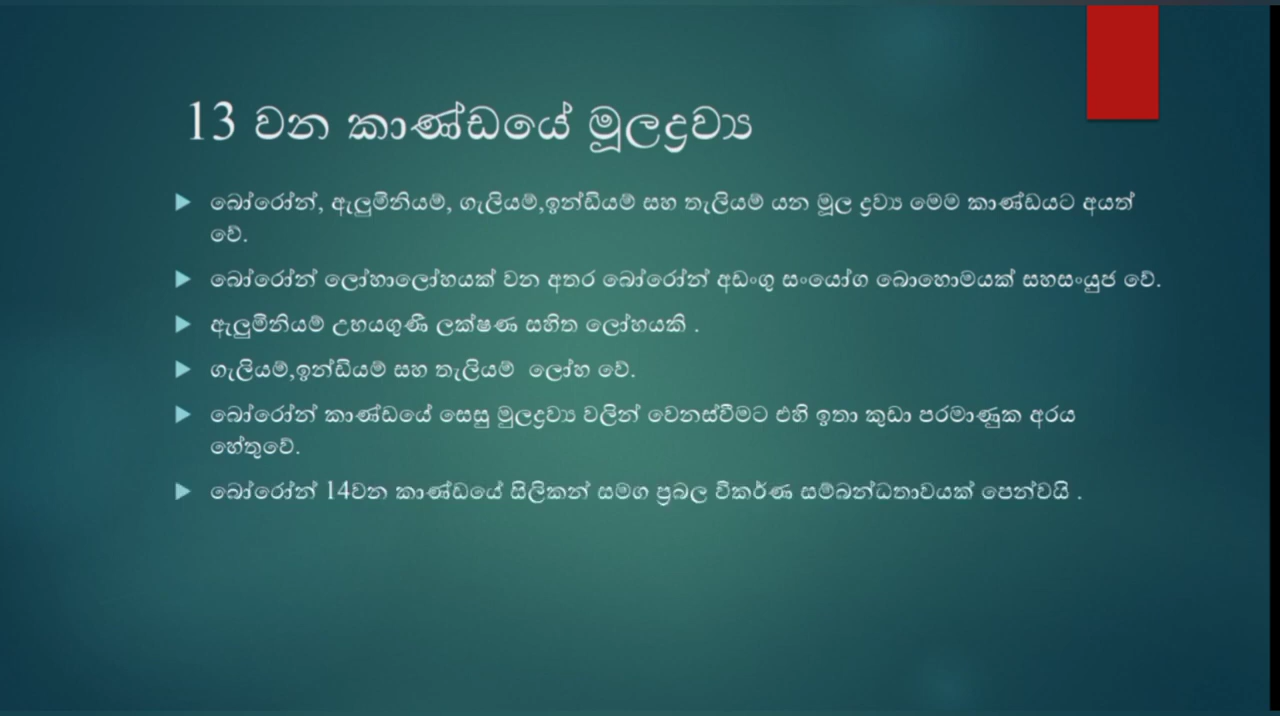 13 වන කාණ්ඩයේ මූලද්‍රව්‍ය
බෝරෝන්, ඇලුමිනියම්, ගැලියම්,ඉන්ඩියම් සහ තැලියම් යන මූල ද්‍රව්‍ය මෙම කාණ්ඩයට අයත්
වේ.
බෝරෝන් ලෝහාලෝහයක් වන අතර බෝරෝන් අඩංගු සංයෝග බොහොමයක් සහසංයුජ වේ.
ඇලුමිනියම් උභයගුණී ලක්ෂණ සහිත ලෝහයකි .
ගැලියම්,ඉන්ඩියම් සහ තැලියම්  ලෝහ වේ.
බෝරෝන් කාණ්ඩයේ සෙසු මුලද්‍රව්‍ය වලින් වෙනස්වීමට එහි ඉතා කුඩා පරමාණුක අරය
හේතුවේ.
බෝරෝන් 14වන කාණ්ඩයේ සිලිකන් සමග ප්‍රබල විකර්ණ සම්බන්ධතාවයක් පෙන්වයි .